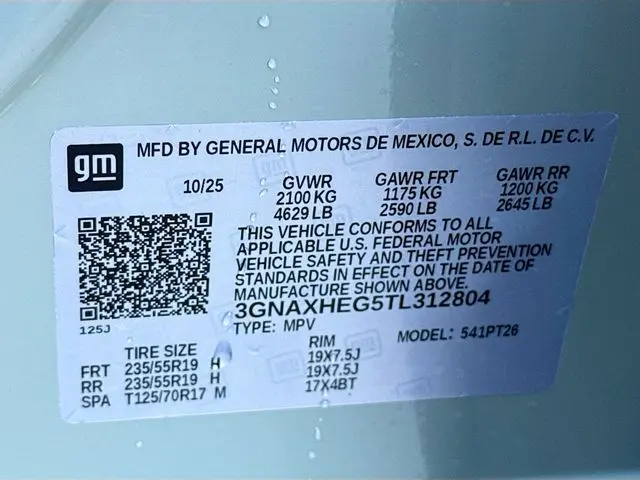 gm
MFD BY GENERAL MOTORS DE MEXICO, S. DE R.L. DE C.V.
10/25 GVWR GAWR FRT GAWR RR
2100 KG 1175 KG 1200 KG
4629 LB 2590 LB 2645 LB
THIS VEHICLE CONFORMS TO ALL
APPLICABLE U.S. FEDERAL MOTOR
VEHICLE SAFETY AND THEFT PREVENTION
STANDARDS IN EFFECT ON THE DATE OF
MANUFACTURE SHOWN ABOVE.
3GNAXHEG5TL312804
125J TYPE: MPV MODEL: 541PT26
TIRE SIZE RIM
FRT 235/55R19 H 19X7.5J
RR 235/55R19 H 19X7.5J
SPA T125/70R17 M 17X4BT